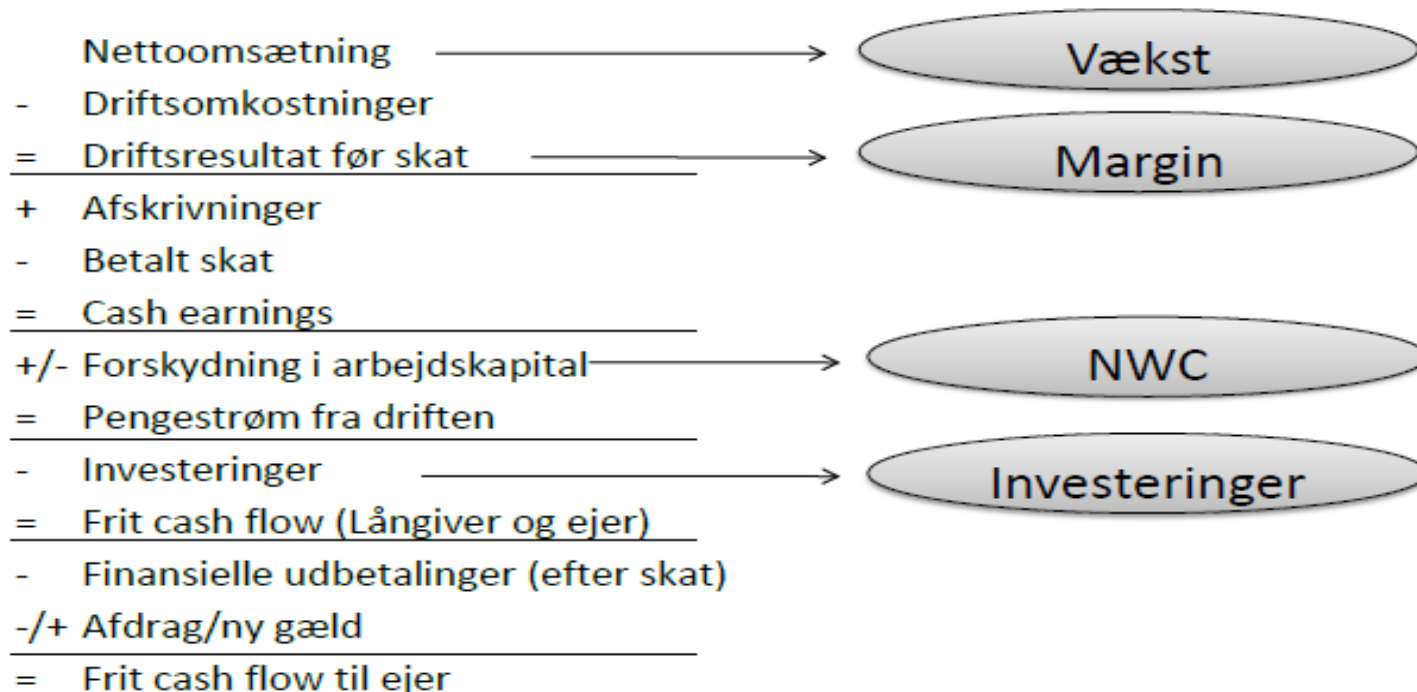 Nettoomsætning Vækst
- Driftsomkostninger
= Driftsresultat før skat Margin
+ Afskrivninger
- Betalt skat
= Cash earnings
+/- Forskydning i arbejdskapital NWC
= Pengestrøm fra driften
- Investeringer Investeringer
= Frit cash flow (Långiver og ejer)
- Finansielle udbetalinger (efter skat)
-/+ Afdrag/ny gæld
= Frit cash flow til ejer